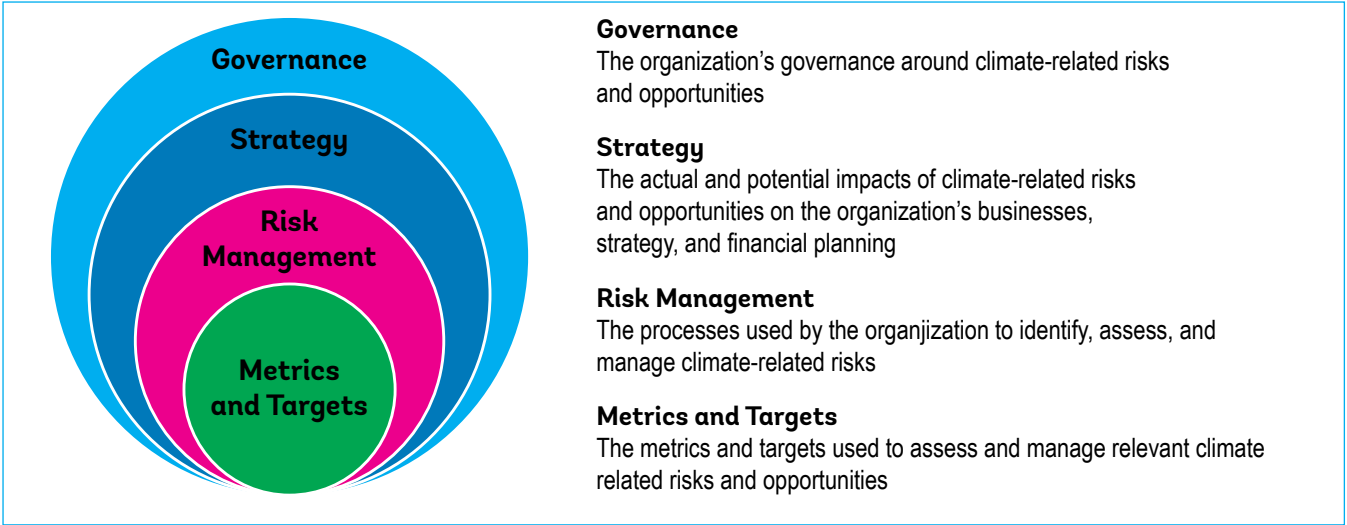 Governance
Strategy
Risk
Management
Metrics
and Targets
Governance
The organization’s governance around climate-related risks
and opportunities
Strategy
The actual and potential impacts of climate-related risks
and opportunities on the organization’s businesses,
strategy, and financial planning
Risk Management
The processes used by the organjization to identify, assess, and
manage climate-related risks
Metrics and Targets
The metrics and targets used to assess and manage relevant climate
related risks and opportunities